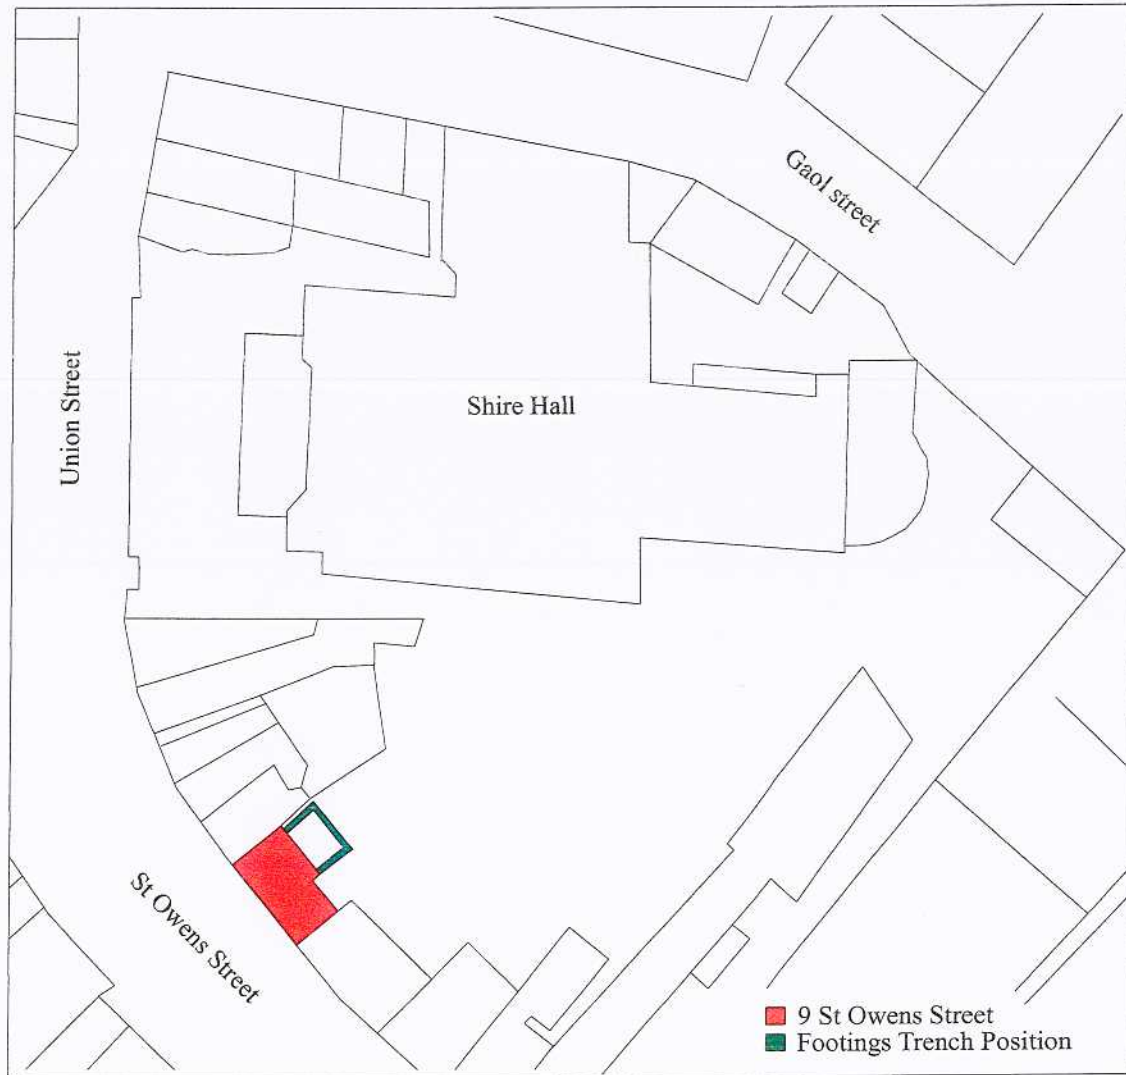 Gaol street
Union Street
Shire Hall
St Owens Street
9 St Owens Street
Footings Trench Position